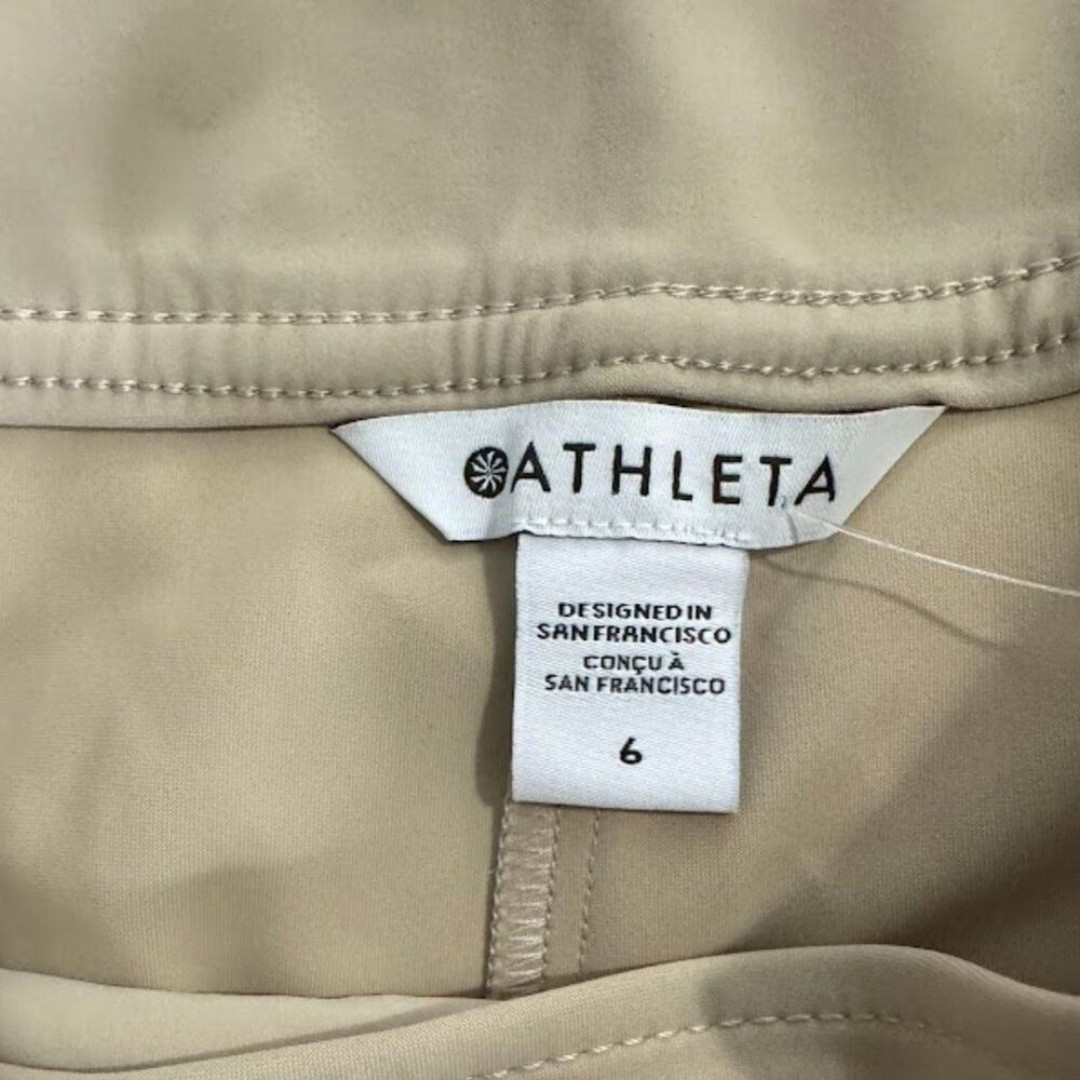 ATHLETA
DESIGNED IN
SAN FRANCISCO
CONÇU À
SAN FRANCISCO
6